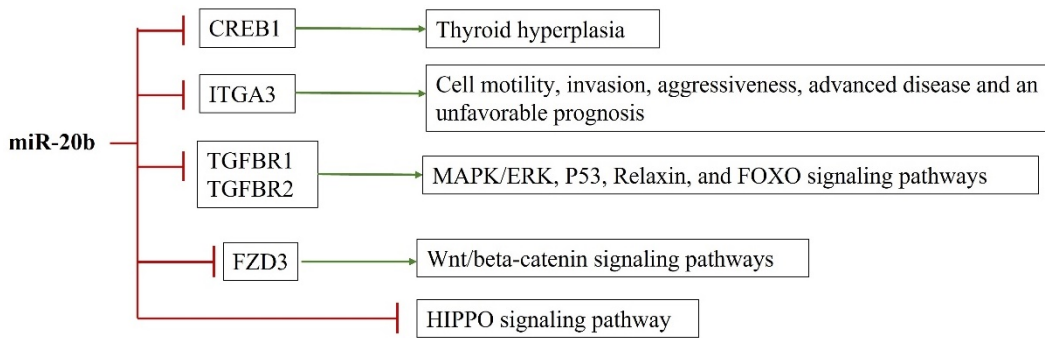 CREB1
Thyroid hyperplasia
ITGA3
Cell motility, invasion, aggressiveness, advanced disease and an
unfavorable prognosis
miR-20b
TGFBR1
TGFBR2
MAPK/ERK, P53, Relaxin, and FOXO signaling pathways
FZD3
Wnt/beta-catenin signaling pathways
HIPPO signaling pathway